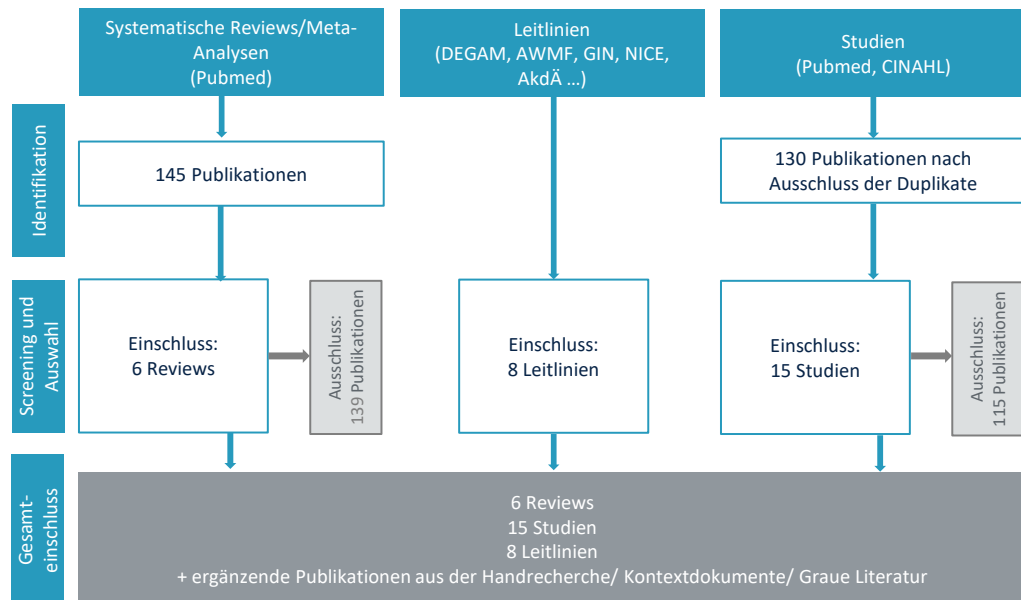 Systematische Reviews/Meta-
Analysen
(Pubmed)
Leitlinien
(DEGAM, AWMF, GIN, NICE,
AkdÄ ...)
Studien
(Pubmed, CINAHL)
Identifikation
145 Publikationen
130 Publikationen nach
Ausschluss der Duplikate
Screening und
Auswahl
Einschluss:
6 Reviews
Ausschluss:
139 Publikationen
Einschluss:
8 Leitlinien
Einschluss:
15 Studien
Ausschluss:
115 Publikationen
Gesamt-
einschluss
6 Reviews
15 Studien
8 Leitlinien
+ ergänzende Publikationen aus der Handrecherche/ Kontextdokumente/ Graue Literatur